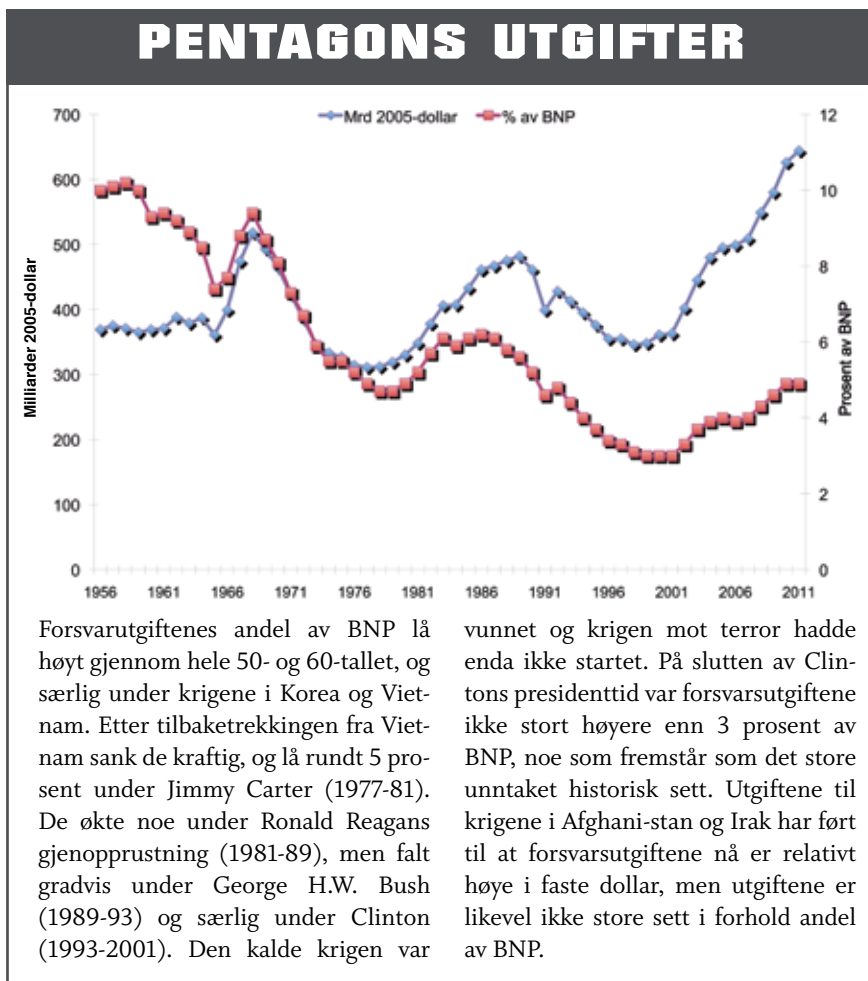 PENTAGONS UTGIFTER
Mrd 2005-dollar % av BNP
Milliarder 2005-dollar
700
600
500
400
300
200
100
0
12
10
8
6
4
2
0
Prosent av BNP
1956 1961 1966 1971 1976 1981 1986 1991 1996 2001 2006 2011
Forsvarutgiftenes andel av BNP lå
høyt gjennom hele 50- og 60-tallet, og
særlig under krigene i Korea og Viet-
nam. Etter tilbaketrekkingen fra Viet-
nam sank de kraftig, og lå rundt 5 pro-
sent under Jimmy Carter (1977-81).
De økte noe under Ronald Reagans
gjenopprustning (1981-89), men falt
gradvis under George H.W. Bush
(1989-93) og særlig under Clinton
(1993-2001). Den kalde krigen var
vunnet og krigen mot terror hadde
enda ikke startet. På slutten av Clin-
tons presidenttid var forsvarsutgiftene
ikke stort høyere enn 3 prosent av
BNP, noe som fremstår som det store
unntaket historisk sett. Utgiftene til
krigene i Afghani-stan og Irak har ført
til at forsvarsutgiftene nå er relativt
høye i faste dollar, men utgiftene er
likevel ikke store sett i forhold andel
av BNP.